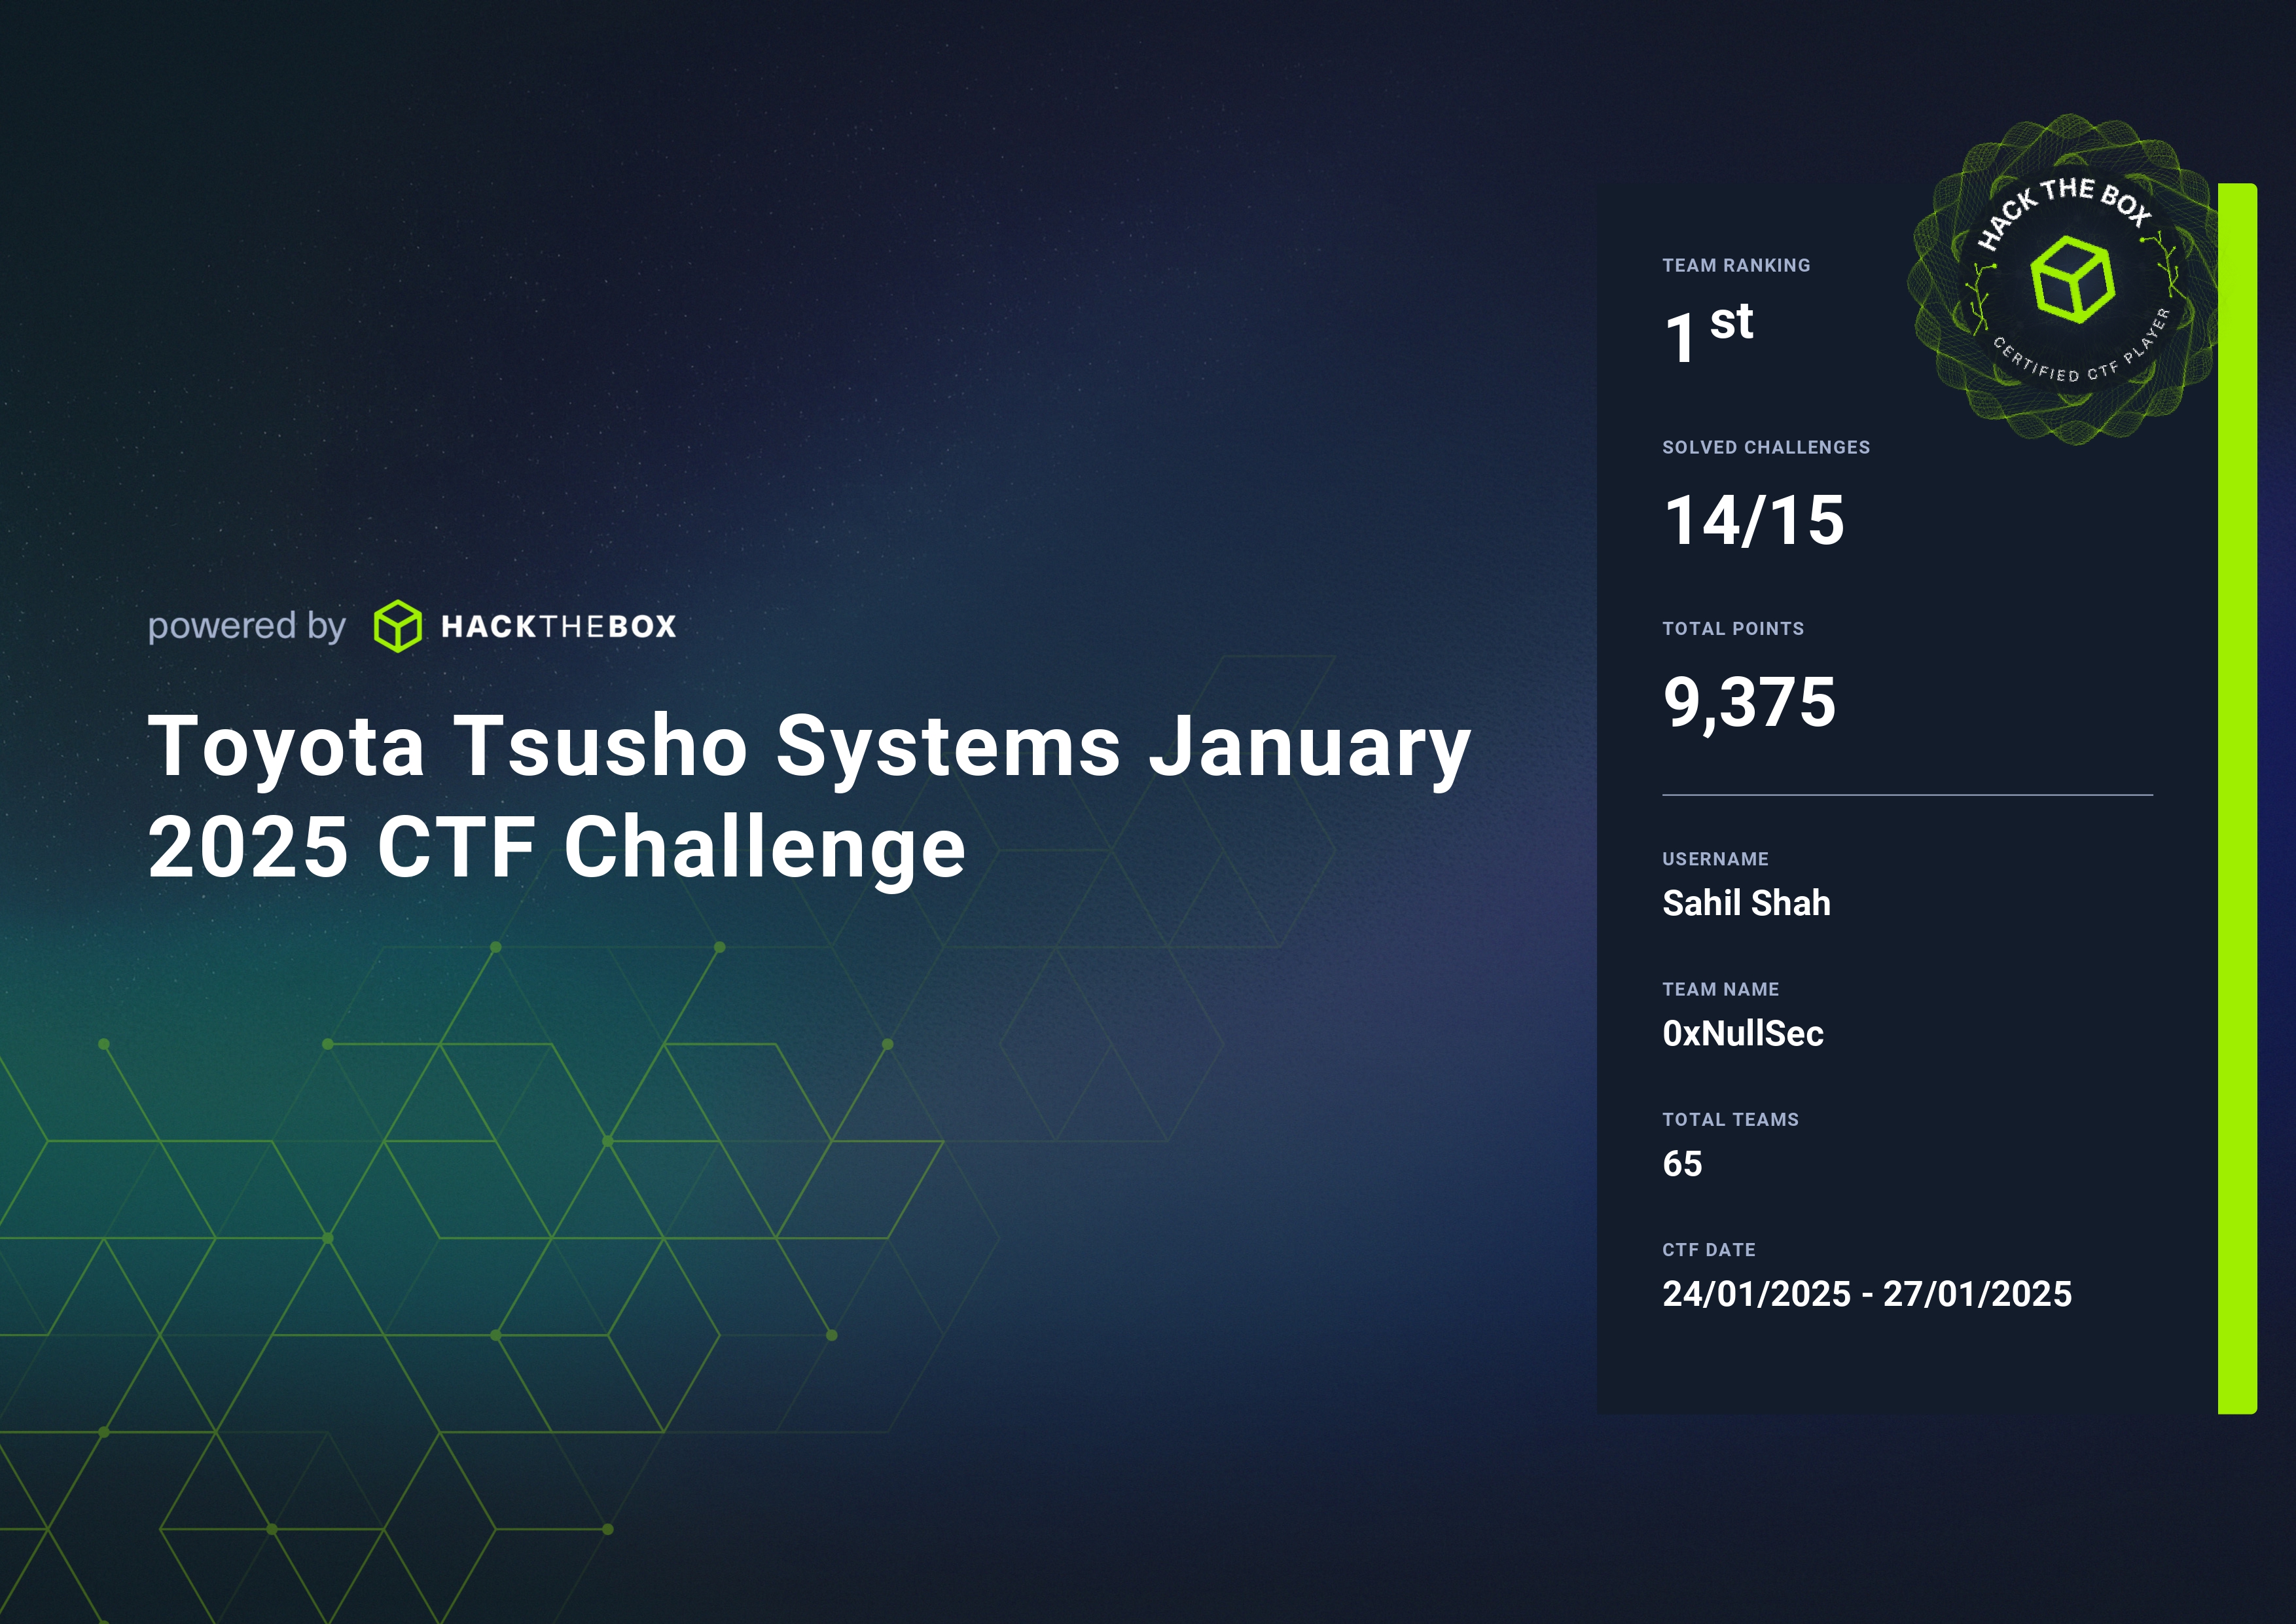 powered by HACKTHEBOX
Toyota Tsusho Systems January
2025 CTF Challenge
HACK THE BOX
CERTIFIED CTF PLAYER
TEAM RANKING
1st
SOLVED CHALLENGES
14/15
TOTAL POINTS
9,375
USERNAME
Sahil Shah
TEAM NAME
0xNullSec
TOTAL TEAMS
65
CTF DATE
24/01/2025 - 27/01/2025